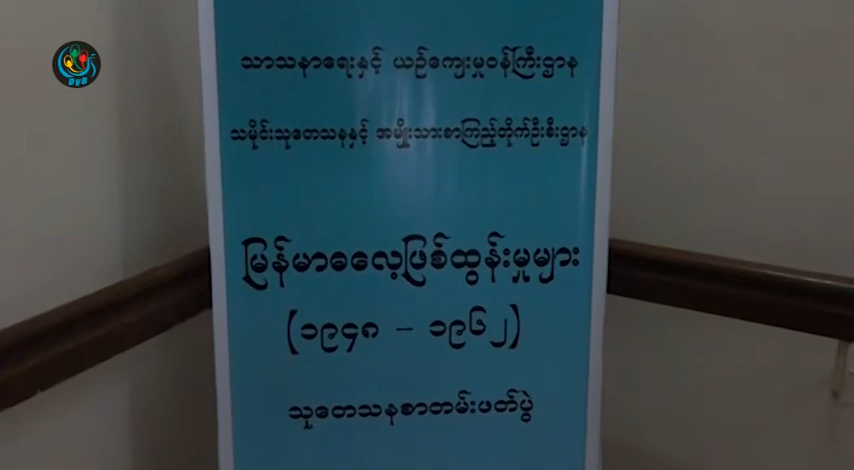 DVB
သာသနာရေးနှင့် ယဉ်ကျေးမှုဝန်ကြီးဌာန
သမိုင်းသုတေသနနှင့် အမျိုးသားစာကြည့်တိုက်ဦးစီးဌာန
မြန်မာဓလေ့ဖြစ်ထွန်းမှုများ
(၁၉၄၈ – ၁၉၆၂)
သုတေသနစာတမ်းဖတ်ပွဲ